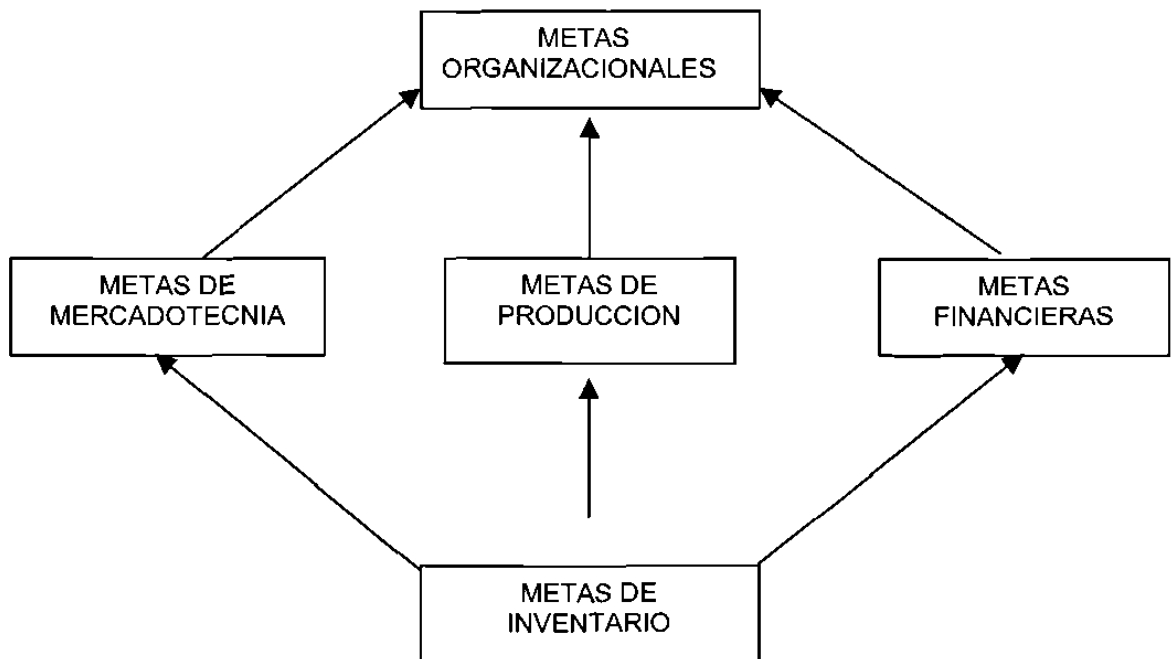 METAS
ORGANIZACIONALES
METAS DE
MERCADOTECNIA
METAS DE
PRODUCCION
METAS
FINANCIERAS
METAS DE
INVENTARIO